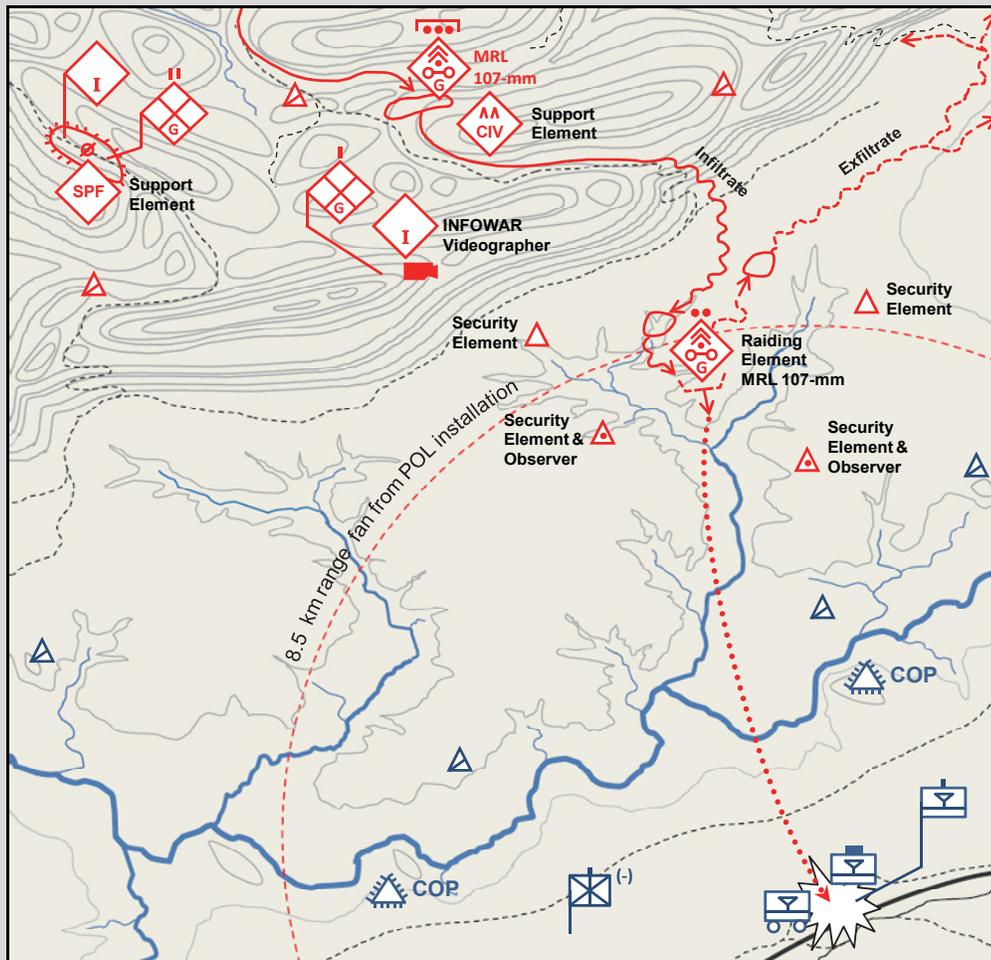 MRL
107-mm
G
I
II
G
SPF
Support
Element
CIV
Support
Element
I
G
I
INFOWAR
Videographer
Infiltrate
Exfiltrate
Security
Element
Security
Element
G
Raiding
Element
MRL 107-mm
8.5 km range fan from POL installation
Security
Element &
Observer
Security
Element &
Observer
COP
COP
(-)